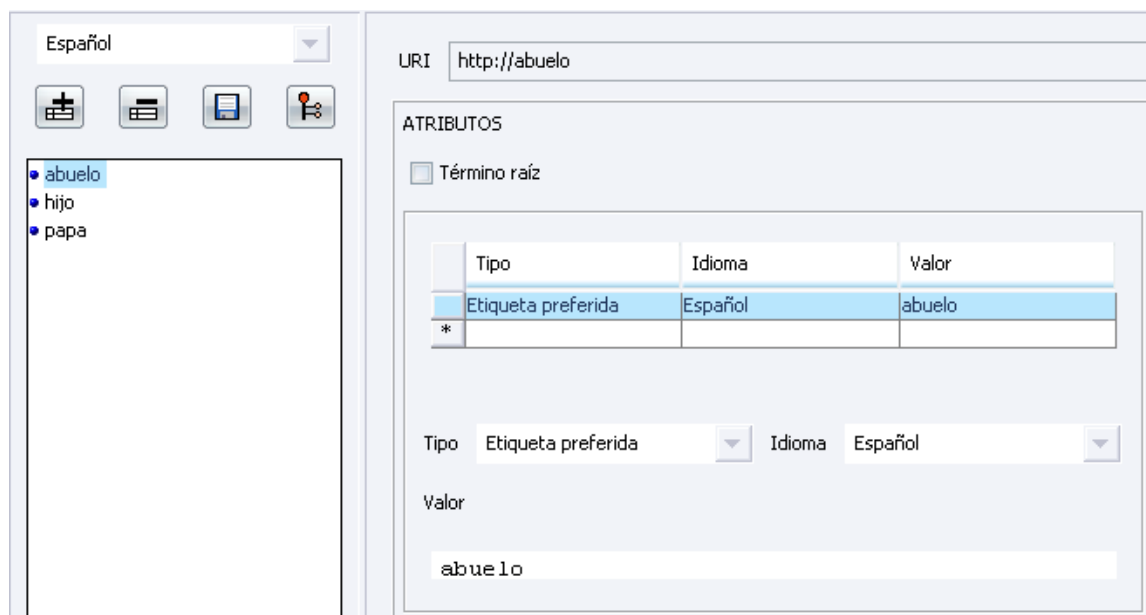 Español
abuelo
hijo
papa
URI http://abuelo
ATRIBUTOS
Término raíz
Tipo Idioma Valor
Etiqueta preferida Español abuelo
*
Tipo Etiqueta preferida Idioma Español
Valor
abuelo